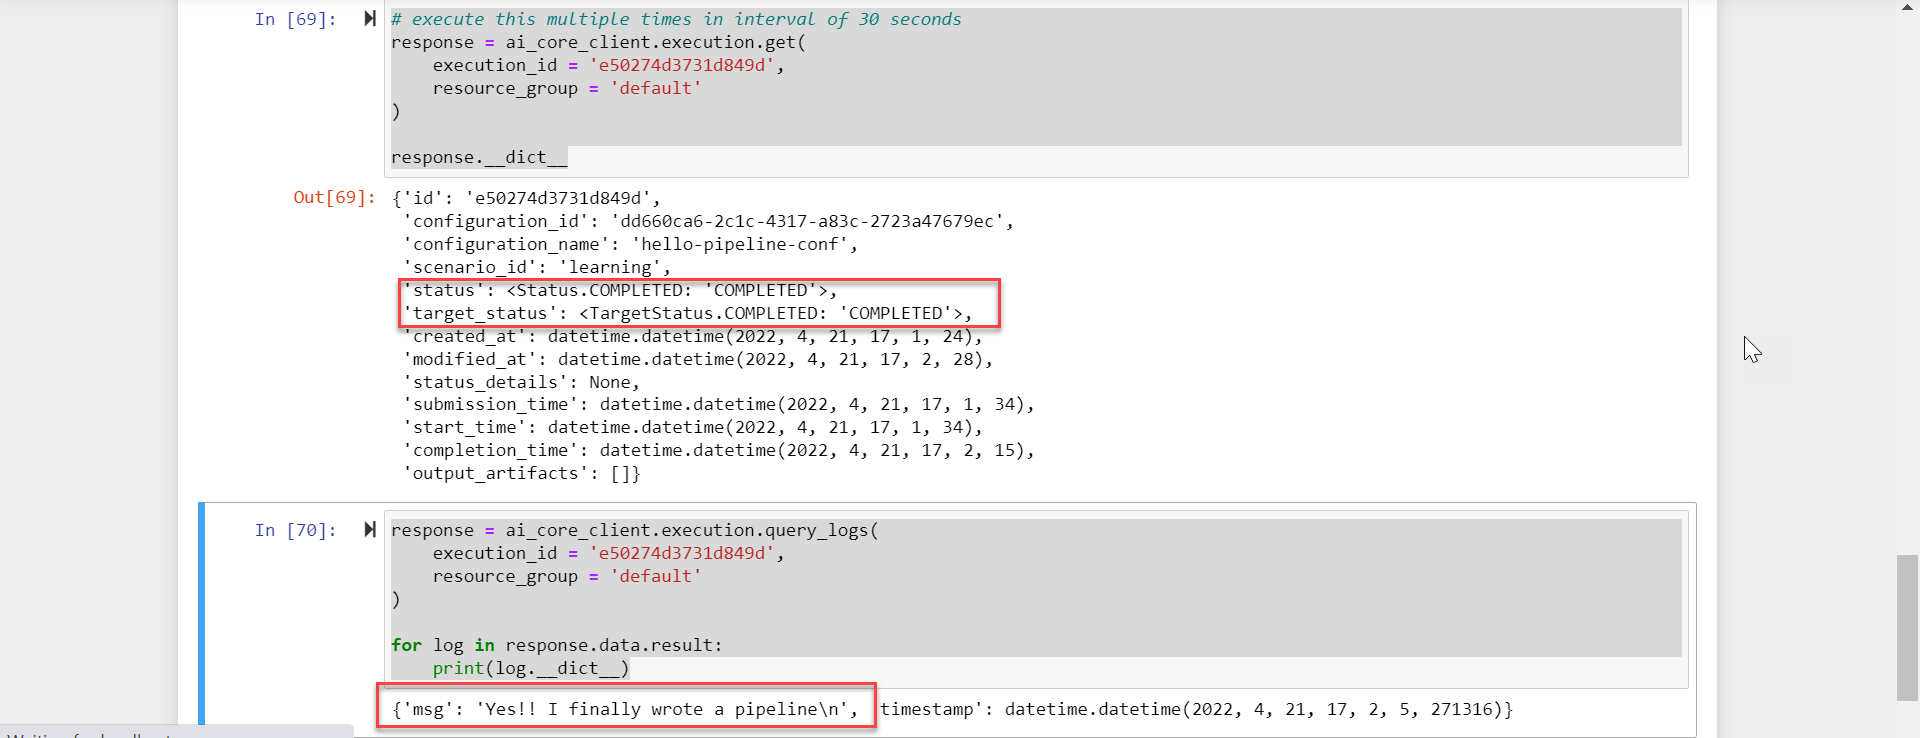 In [69]:
# execute this multiple times in interval of 30 seconds
response = ai_core_client.execution.get(
    execution_id = 'e50274d3731d849d',
    resource_group = 'default'
)
response.__dict__
Out[69]:
{'id': 'e50274d3731d849d',
 'configuration_id': 'dd660ca6-2c1c-4317-a83c-2723a47679ec',
 'configuration_name': 'hello-pipeline-conf',
 'scenario_id': 'learning',
 'status': <Status.COMPLETED: 'COMPLETED'>,
 'target_status': <TargetStatus.COMPLETED: 'COMPLETED'>,
 'created_at': datetime.datetime(2022, 4, 21, 17, 1, 24),
 'modified_at': datetime.datetime(2022, 4, 21, 17, 2, 28),
 'status_details': None,
 'submission_time': datetime.datetime(2022, 4, 21, 17, 1, 34),
 'start_time': datetime.datetime(2022, 4, 21, 17, 1, 34),
 'completion_time': datetime.datetime(2022, 4, 21, 17, 2, 15),
 'output_artifacts': []}
In [70]:
response = ai_core_client.execution.query_logs(
    execution_id = 'e50274d3731d849d',
    resource_group = 'default'
)
for log in response.data.result:
    print(log.__dict__)
{'msg': 'Yes!! I finally wrote a pipeline\n', timestamp': datetime.datetime(2022, 4, 21, 17, 2, 5, 271316)}